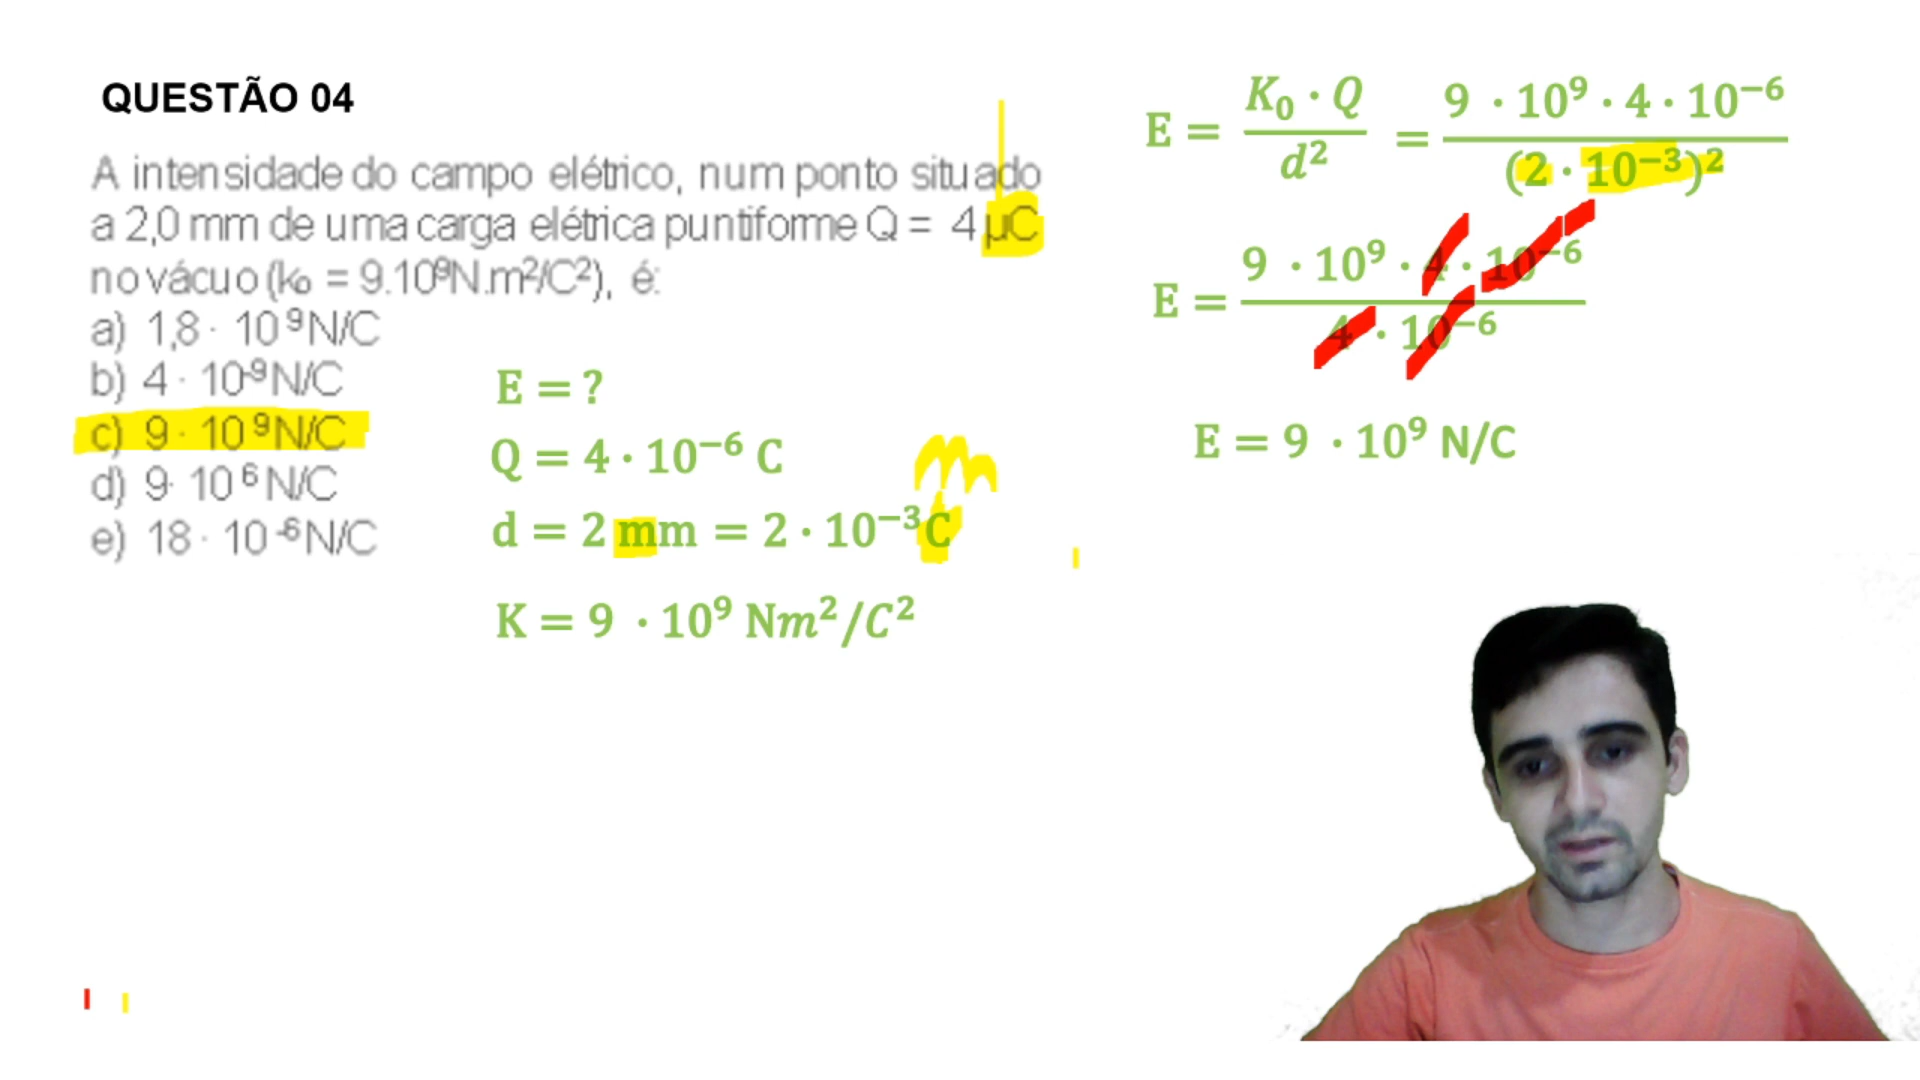 QUESTÃO 04
A intensidade do campo elétrico, num ponto situado
a 2,0 mm de uma carga elétrica puntiforme Q = 4 µC
no vácuo (k₀ = 9.10⁹N.m²/C²), é:
a) 1,8 · 10⁹N/C
b) 4 · 10⁻⁹N/C
c) 9 · 10⁹N/C
d) 9· 10⁶N/C
e) 18 · 10⁻⁶N/C
E = ?
Q = 4 · 10⁻⁶ C
m
d = 2 mm = 2 · 10⁻³C
K = 9 · 10⁹ Nm²/C²
E = K₀ · Q / d² = 9 · 10⁹ · 4 · 10⁻⁶ / (2 · 10⁻³)²
E = 9 · 10⁹ · 4 · 10⁻⁶ / 4 · 10⁻⁶
E = 9 · 10⁹ N/C